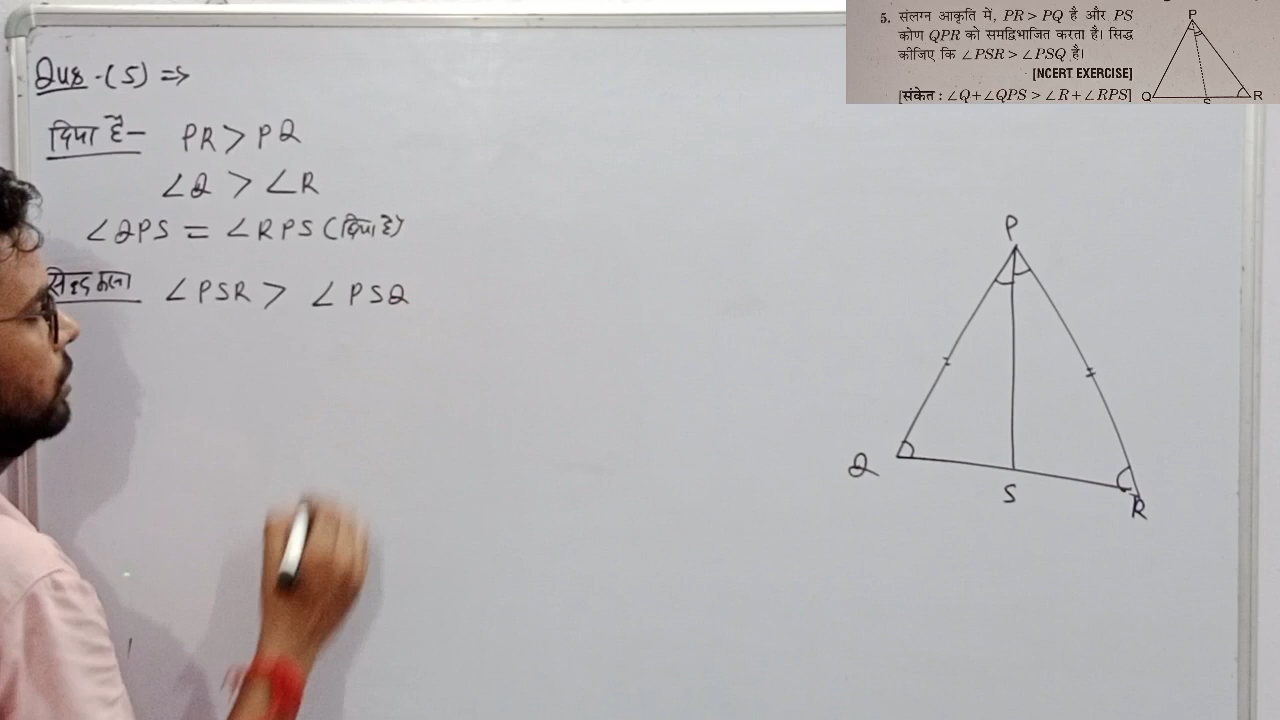 5. संलग्न आकृति में, PR > PQ है और PS
कोण QPR को समद्विभाजित करता है। सिद्ध
कीजिए कि ∠PSR > ∠PSQ है।
[NCERT EXERCISE]
[संकेत : ∠Q+∠QPS > ∠R+∠RPS]
P
Q S R
Que -(5) ⇒
दिया है- PR > PQ
∠Q > ∠R
∠QPS = ∠RPS (दिया है)
सिद्ध करना ∠PSR > ∠PSQ
P
Q
S
R